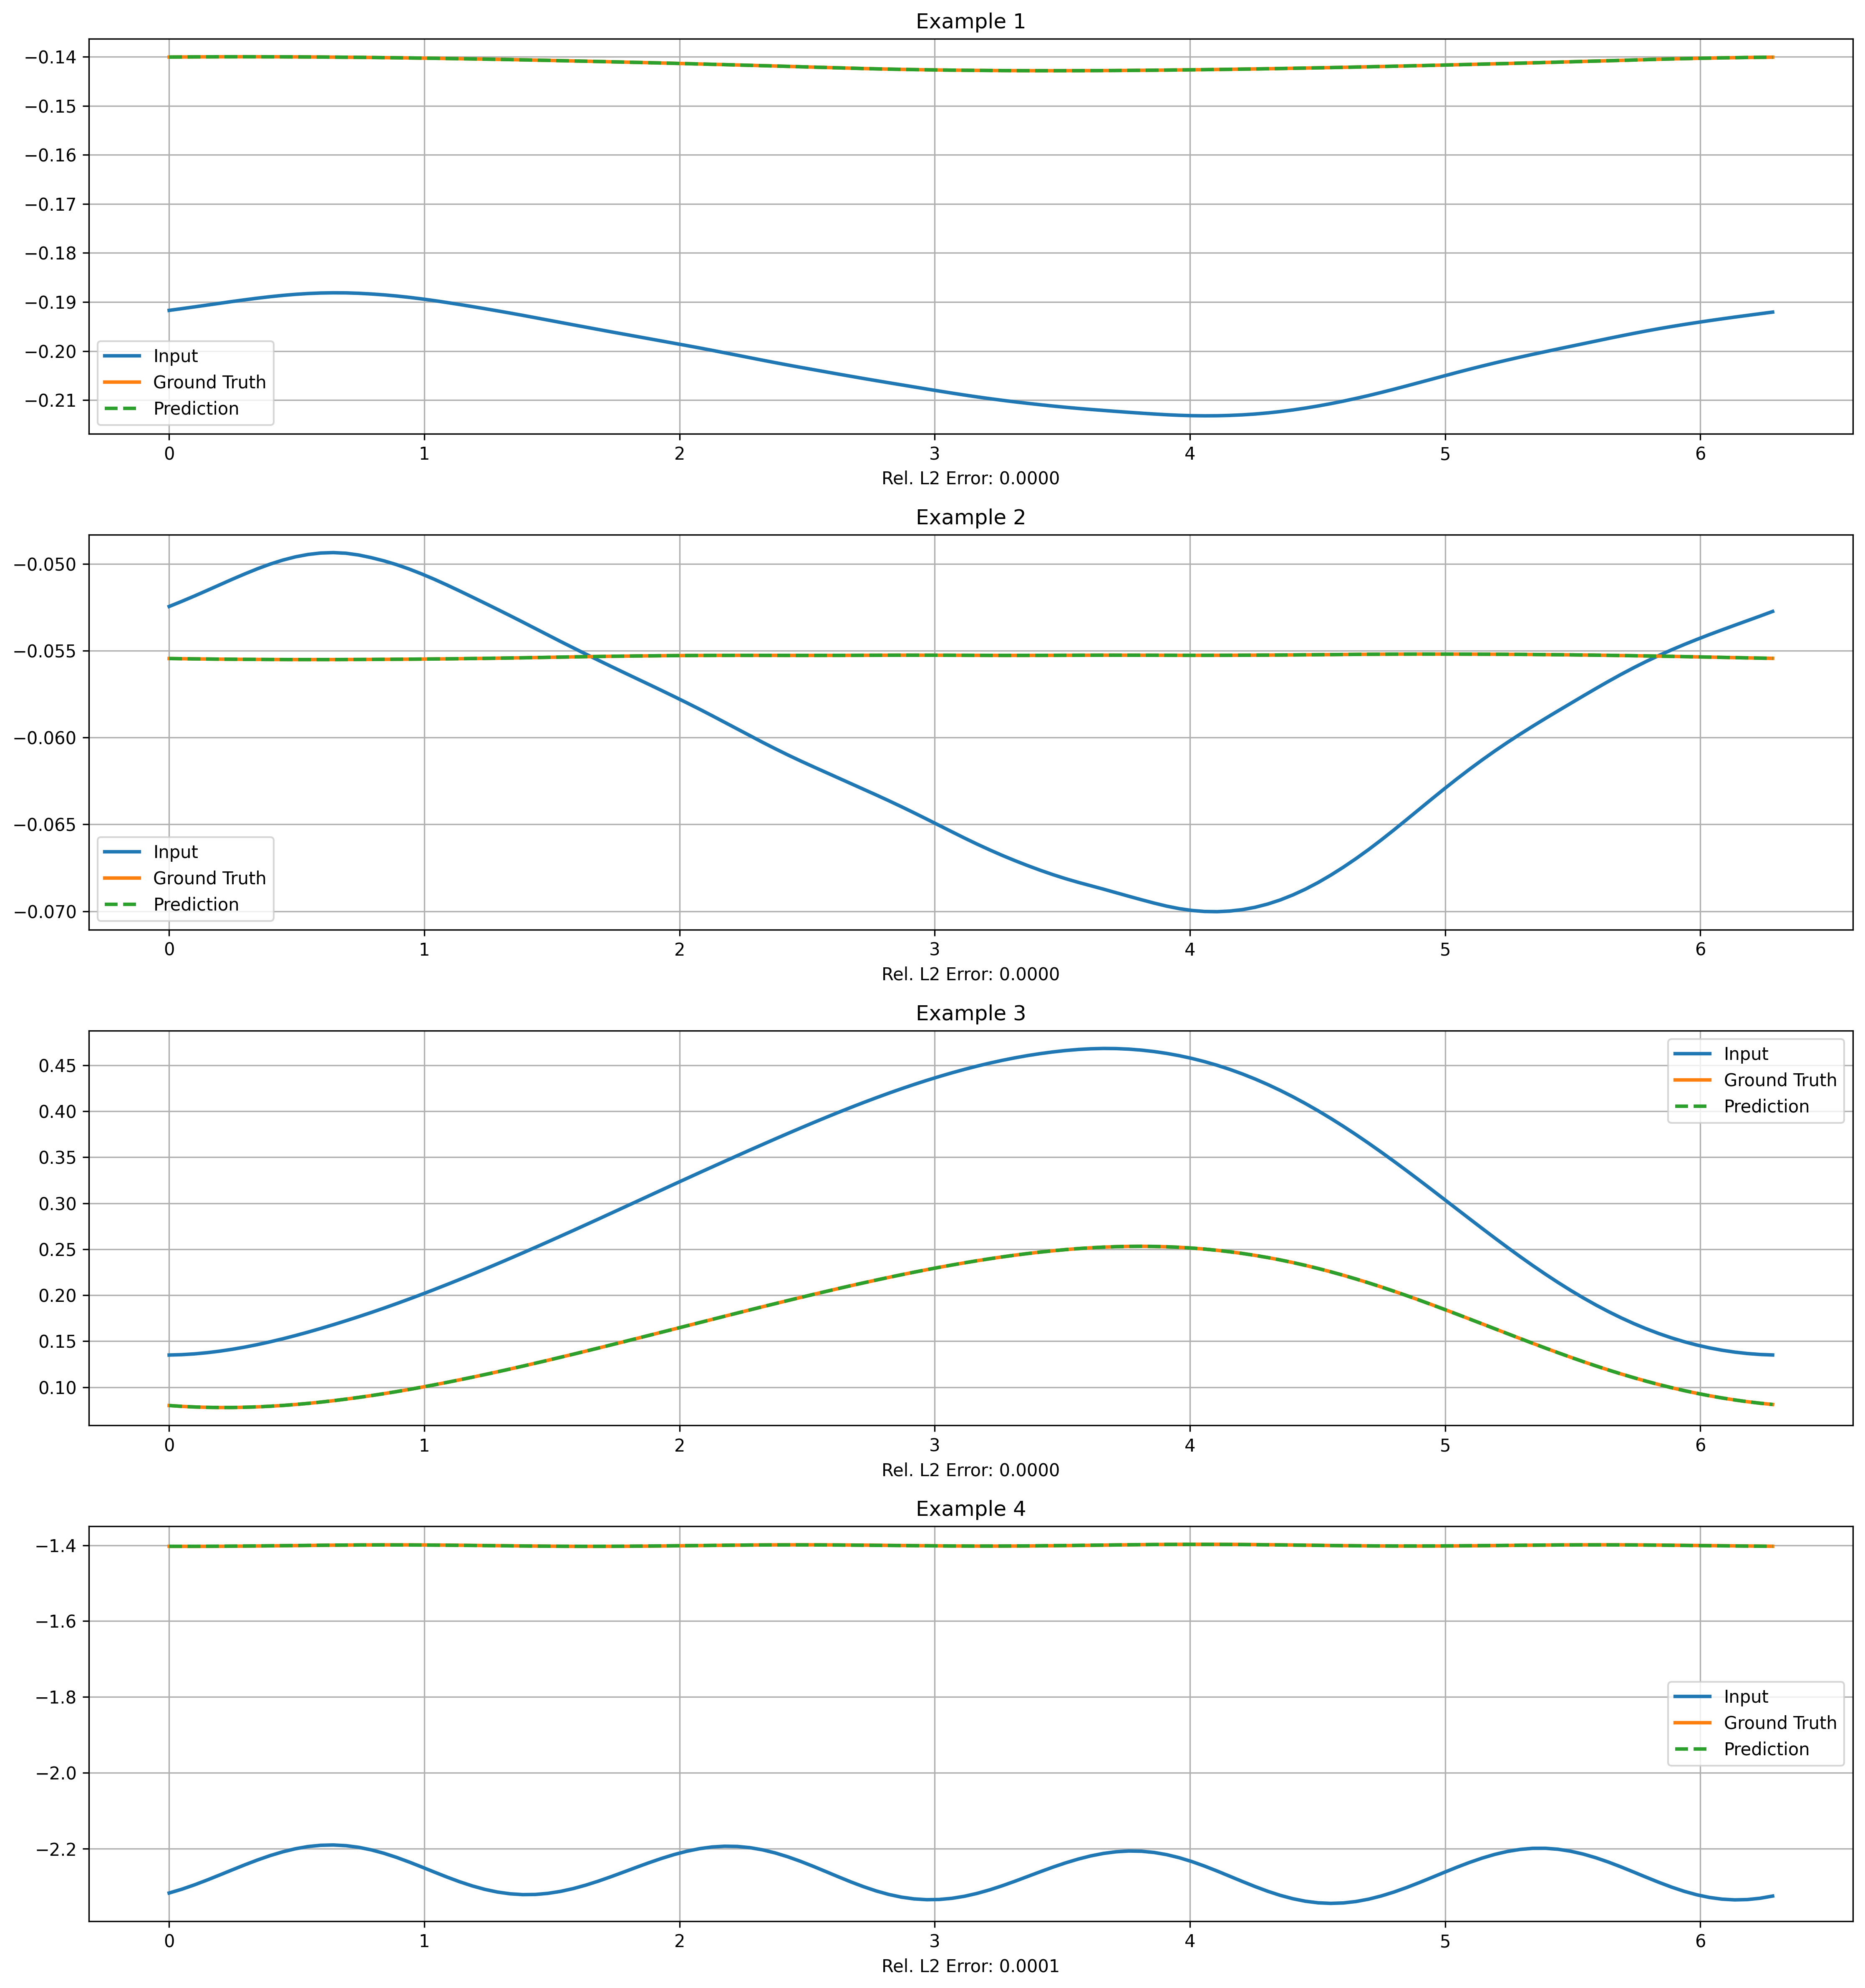 Example 1
−0.14
−0.15
−0.16
−0.17
−0.18
−0.19
−0.20
−0.21
Input
Ground Truth
Prediction
0 1 2 3 4 5 6
Rel. L2 Error: 0.0000
Example 2
−0.050
−0.055
−0.060
−0.065
−0.070
Input
Ground Truth
Prediction
0 1 2 3 4 5 6
Rel. L2 Error: 0.0000
Example 3
0.45
0.40
0.35
0.30
0.25
0.20
0.15
0.10
Input
Ground Truth
Prediction
0 1 2 3 4 5 6
Rel. L2 Error: 0.0000
Example 4
−1.4
−1.6
−1.8
−2.0
−2.2
Input
Ground Truth
Prediction
0 1 2 3 4 5 6
Rel. L2 Error: 0.0001